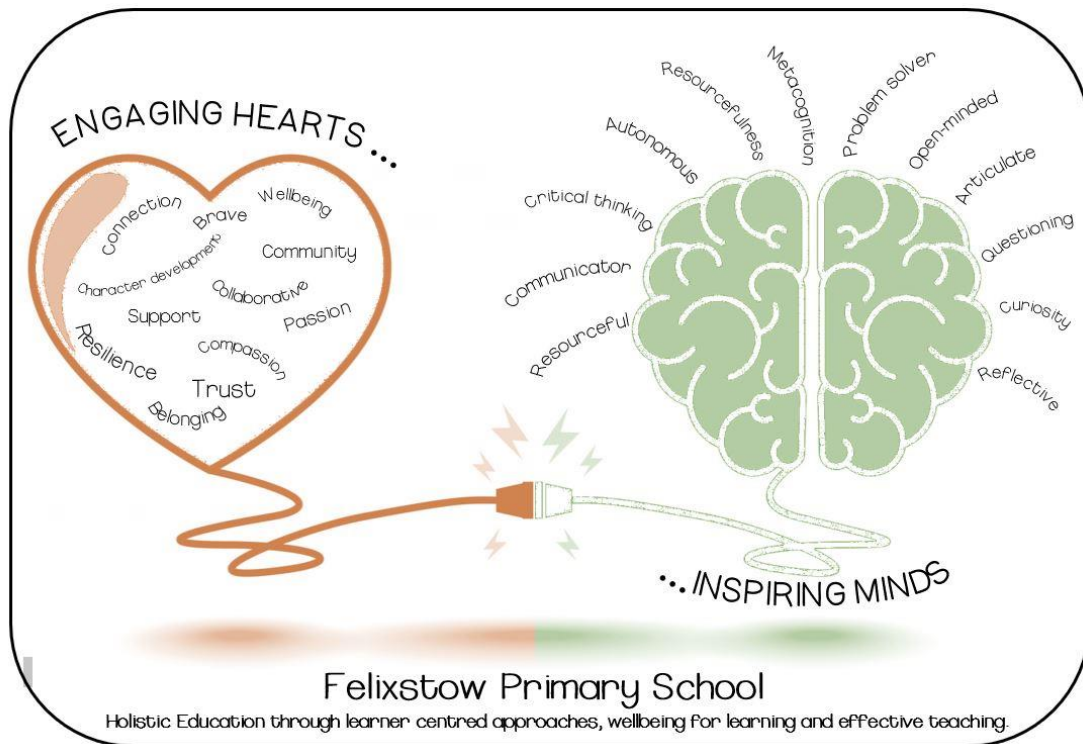 ENGAGING HEARTS ...
Connection
Brave
Wellbeing
Character development
Community
Collaborative
Support
Passion
Resilience
Compassion
Trust
Belonging
Resourceful
Communicator
Critical thinking
Autonomous
Resourcefulness
Metacognition
Problem solver
Open-minded
Articulate
Questioning
Curiosity
Reflective
... INSPIRING MINDS
Felixstow Primary School
Holistic Education through learner centred approaches, wellbeing for learning and effective teaching.